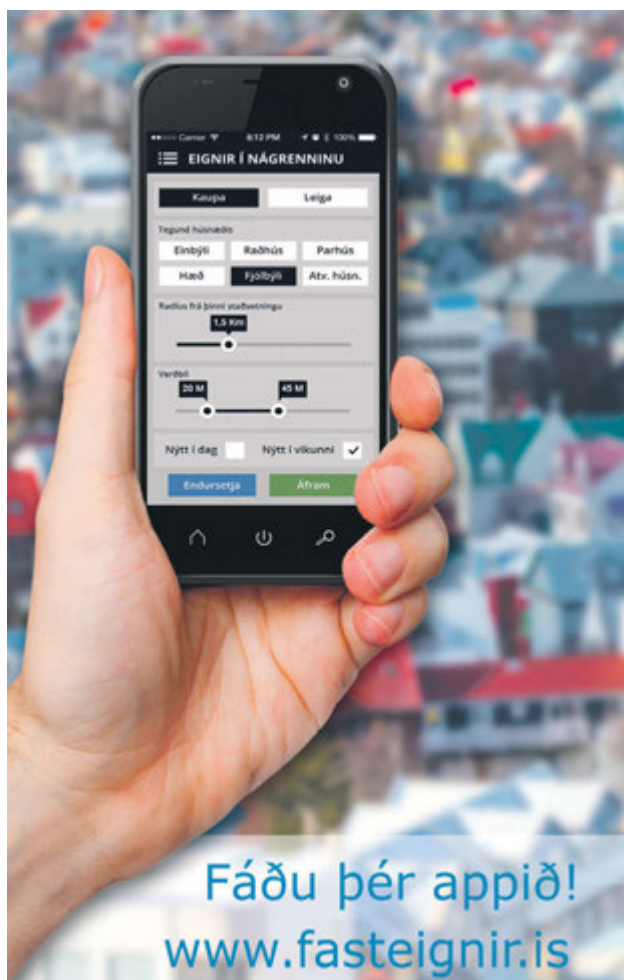 Carrier 8:12 PM 100%
EIGNIR Í NÁGRENNINU
Kaupa Leiga
Tegund húsnæðis
Einbýli Raðhús Parhús
Hæð Fjölbýli Atv. húsn.
Radíus frá þinni staðsetningu
1,5 Km
Verðbil
20 M 45 M
Nýtt í dag Nýtt í vikunni
Endursetja Áfram
Fáðu þér appið!
www.fasteignir.is